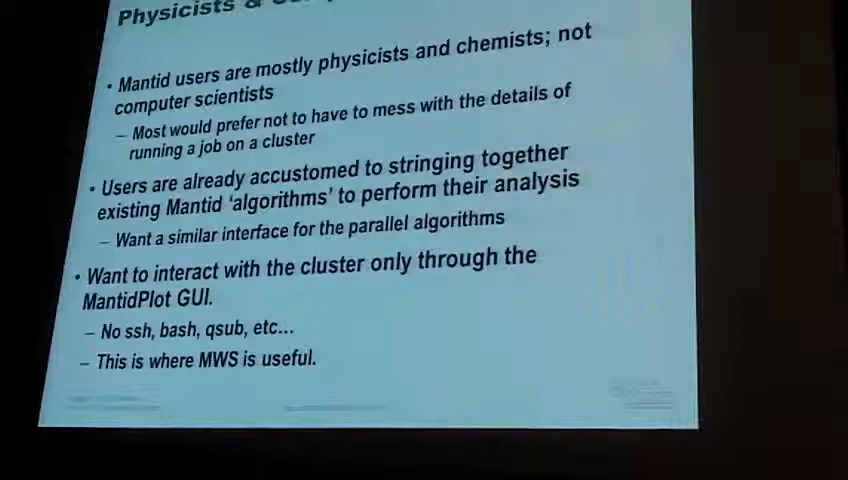 Physicists &
• Mantid users are mostly physicists and chemists; not
computer scientists
– Most would prefer not to have to mess with the details of
running a job on a cluster
• Users are already accustomed to stringing together
existing Mantid ‘algorithms’ to perform their analysis
– Want a similar interface for the parallel algorithms
• Want to interact with the cluster only through the
MantidPlot GUI.
– No ssh, bash, qsub, etc...
– This is where MWS is useful.